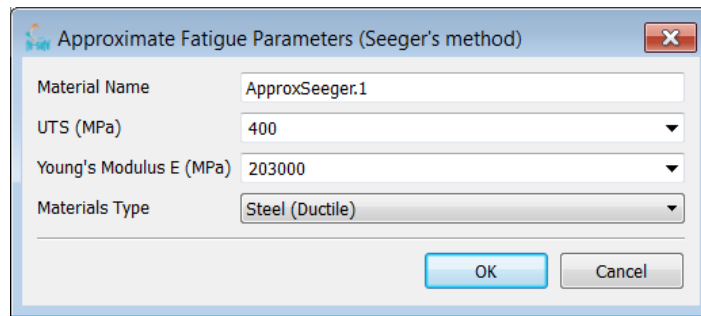 Approximate Fatigue Parameters (Seeger's method)
Material Name ApproxSeeger.1
UTS (MPa) 400
Young's Modulus E (MPa) 203000
Materials Type Steel (Ductile)
OK Cancel